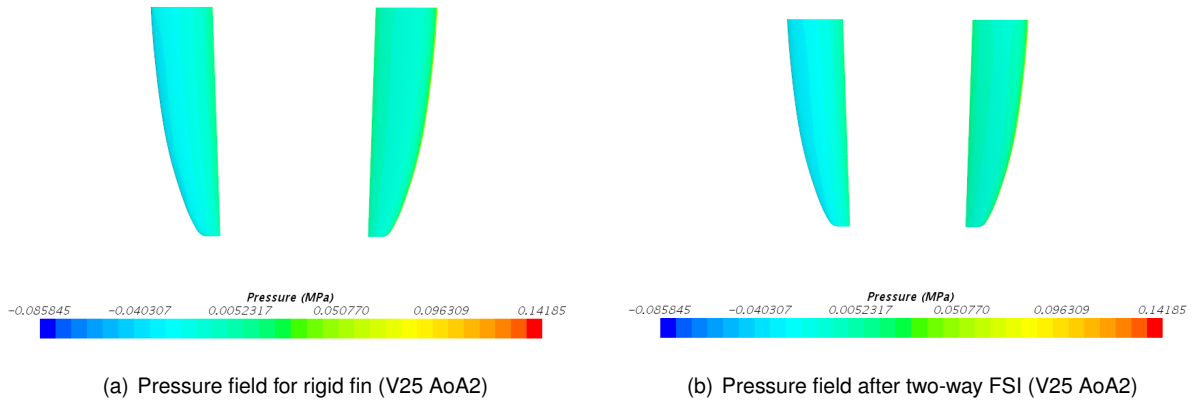 Pressure (MPa)
-0.085845 -0.040307 0.0052317 0.050770 0.096309 0.14185
(a) Pressure field for rigid fin (V25 AoA2)
Pressure (MPa)
-0.085845 -0.040307 0.0052317 0.050770 0.096309 0.14185
(b) Pressure field after two-way FSI (V25 AoA2)